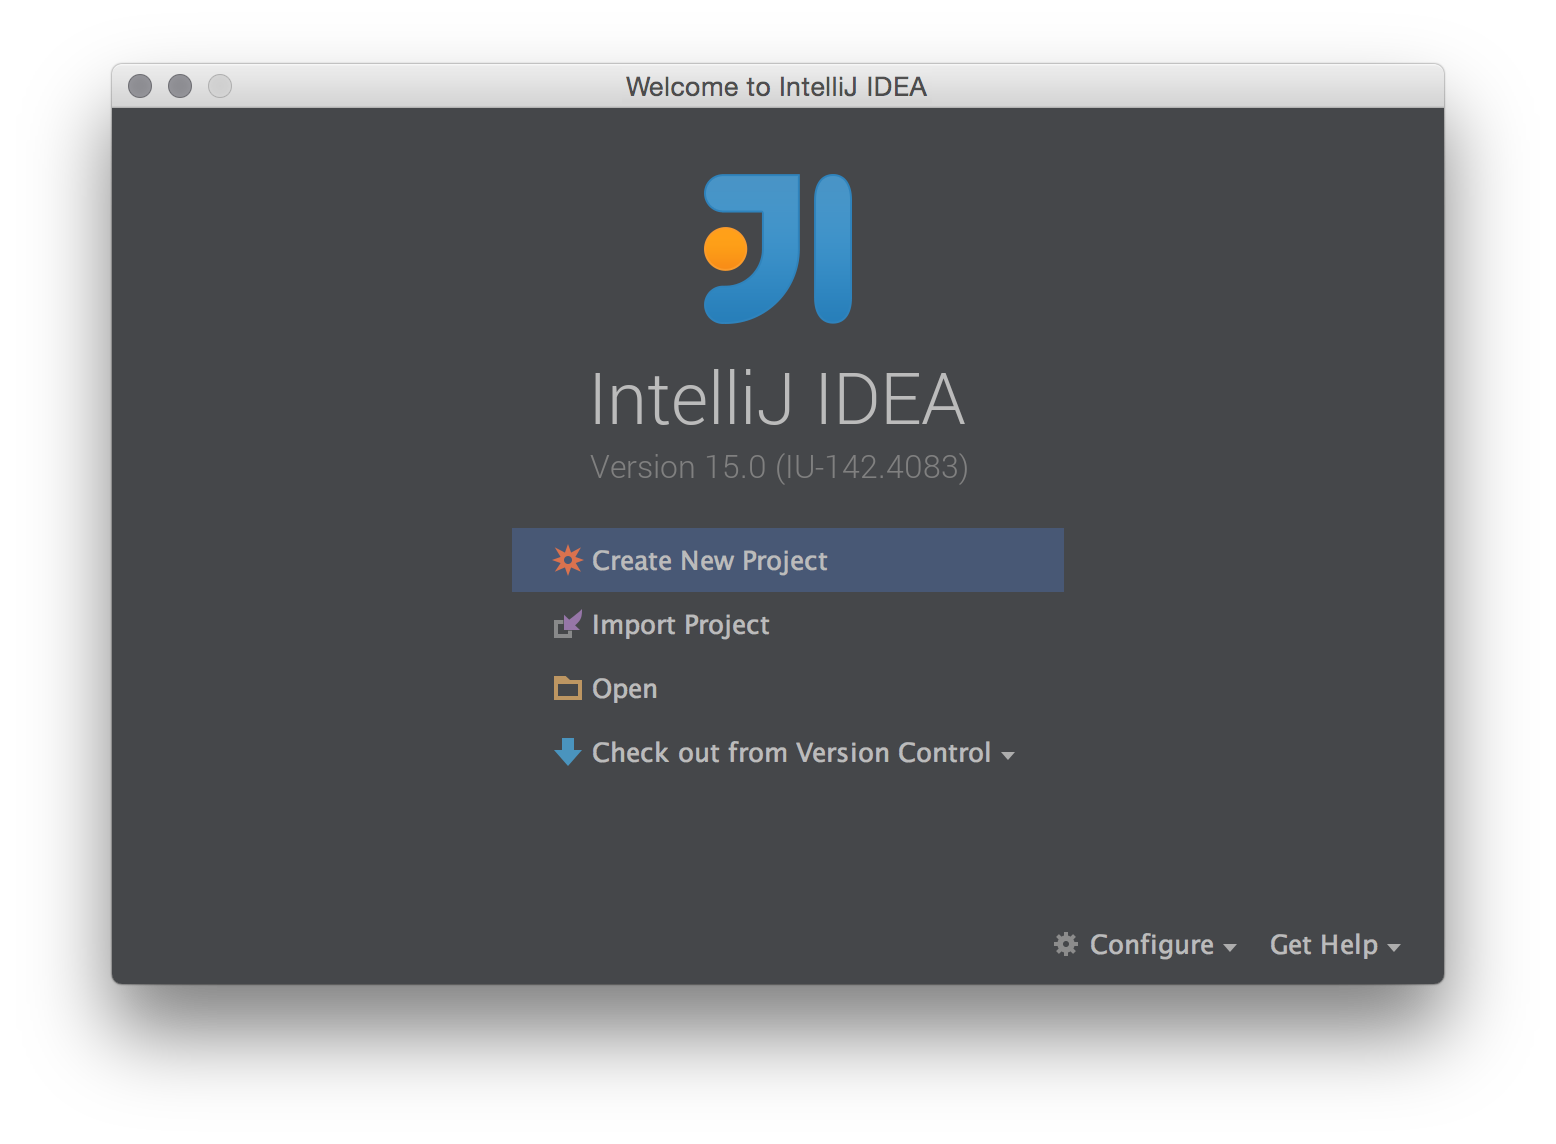 Welcome to IntelliJ IDEA
IntelliJ IDEA
Version 15.0 (IU-142.4083)
Create New Project
Import Project
Open
Check out from Version Control
Configure
Get Help